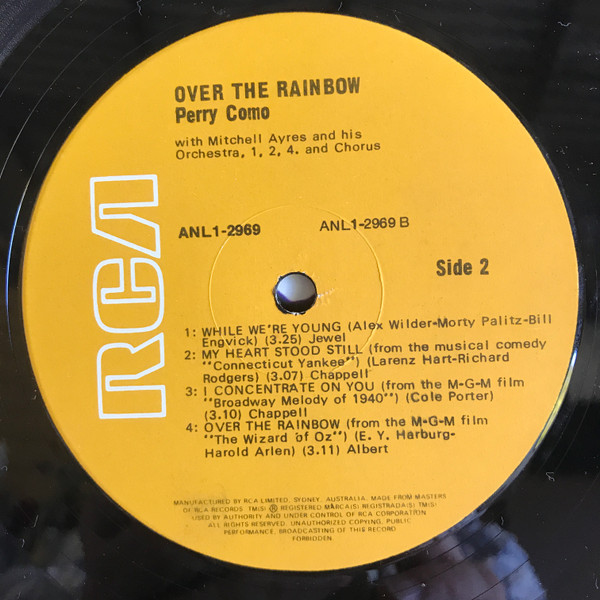 OVER THE RAINBOW
Perry Como
with Mitchell Ayres and his
Orchestra, 1, 2, 4. and Chorus
RCA
ANL1-2969
ANL1-2969 B
Side 2
1: WHILE WE'RE YOUNG (Alex Wilder-Morty Palitz-Bill
Engvick) (3.25) Jewel
2: MY HEART STOOD STILL (from the musical comedy
"Connecticut Yankee") (Larenz Hart-Richard
Rodgers) (3.07) Chappell
3: I CONCENTRATE ON YOU (from the M-G-M film
"Broadway Melody of 1940") (Cole Porter)
(3.10) Chappell
4: OVER THE RAINBOW (from the M-G-M film
"The Wizard of Oz") (E. Y. Harburg-
Harold Arlen) (3.11) Albert
MANUFACTURED BY RCA LIMITED, SYDNEY, AUSTRALIA. MADE FROM MASTERS
OF RCA RECORDS. TM(S) ® REGISTERED MARCA(S) REGISTRADA(S) TM(S)
USED BY AUTHORITY AND UNDER CONTROL OF RCA CORPORATION
ALL RIGHTS RESERVED. UNAUTHORIZED COPYING, PUBLIC
PERFORMANCE, BROADCASTING OF THIS RECORD
FORBIDDEN.